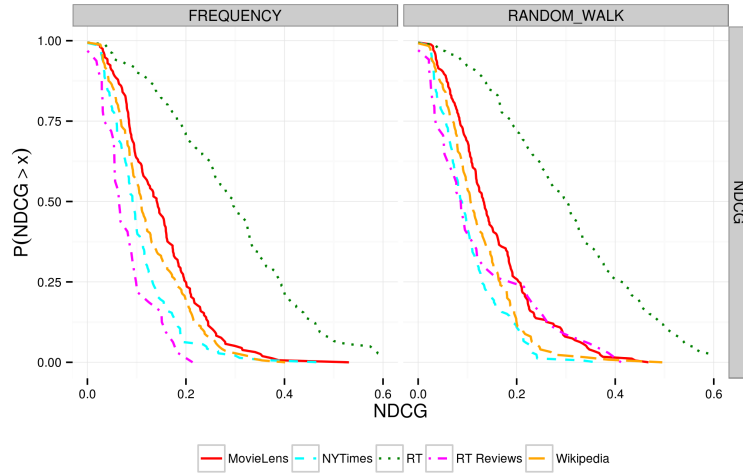 FREQUENCY RANDOM_WALK
1.00
0.75
0.50
0.25
0.00
P(NDCG > x)
NDCG
0.0 0.2 0.4 0.6 0.0 0.2 0.4 0.6
NDCG
MovieLens NYTimes RT RT Reviews Wikipedia